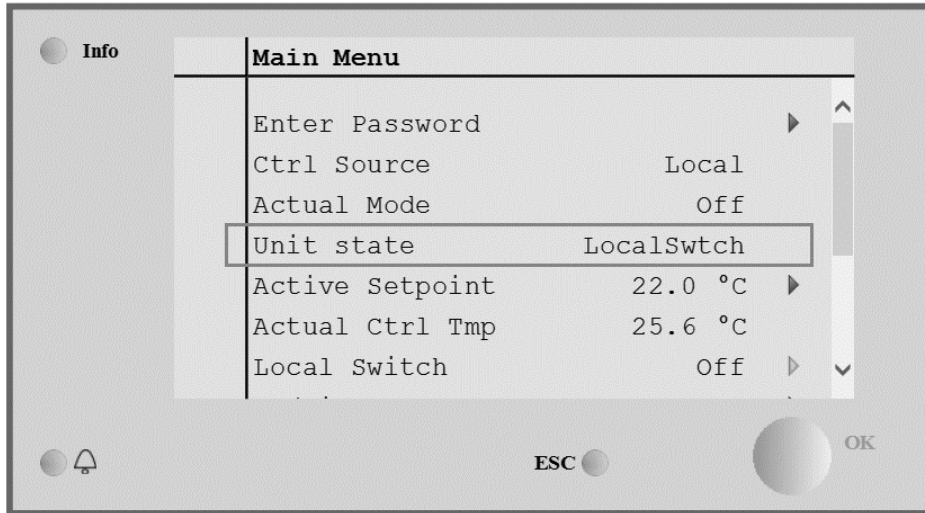 Info
Main Menu
Enter Password
Ctrl Source Local
Actual Mode Off
Unit state LocalSwtch
Active Setpoint 22.0 °C
Actual Ctrl Tmp 25.6 °C
Local Switch Off
ESC
OK